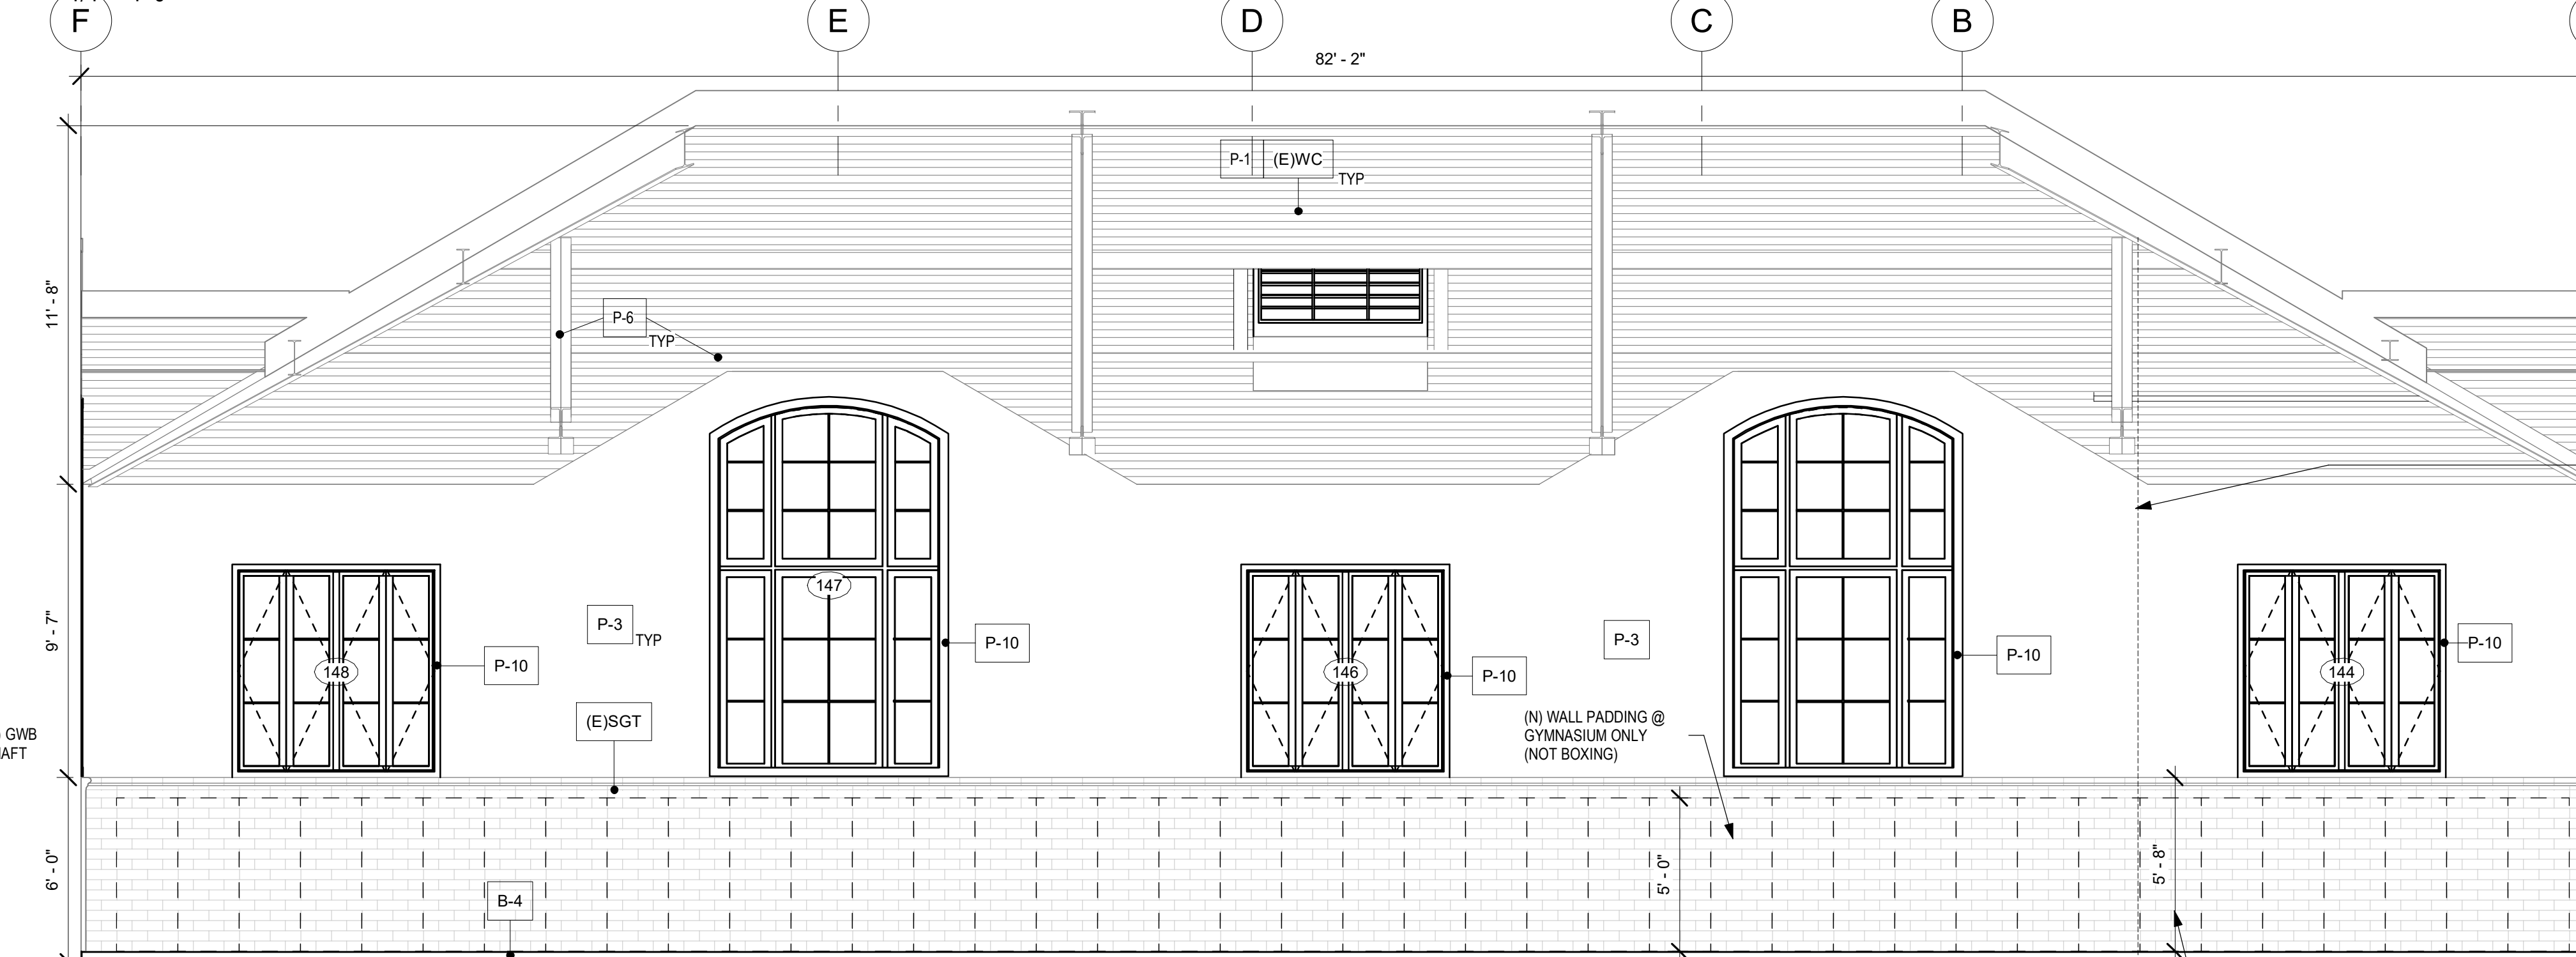 F
E
D
C
B
82' - 2"
P-1 (E)WC
TYP
11' - 8"
P-6
TYP
147
P-3
TYP
P-10
P-3
P-10
P-10
148
P-10
146
P-10
144
9' - 7"
(E)SGT
(N) WALL PADDING @
GYMNASIUM ONLY
(NOT BOXING)
GWB
6' - 0"
5' - 0"
5' - 8"
B-4